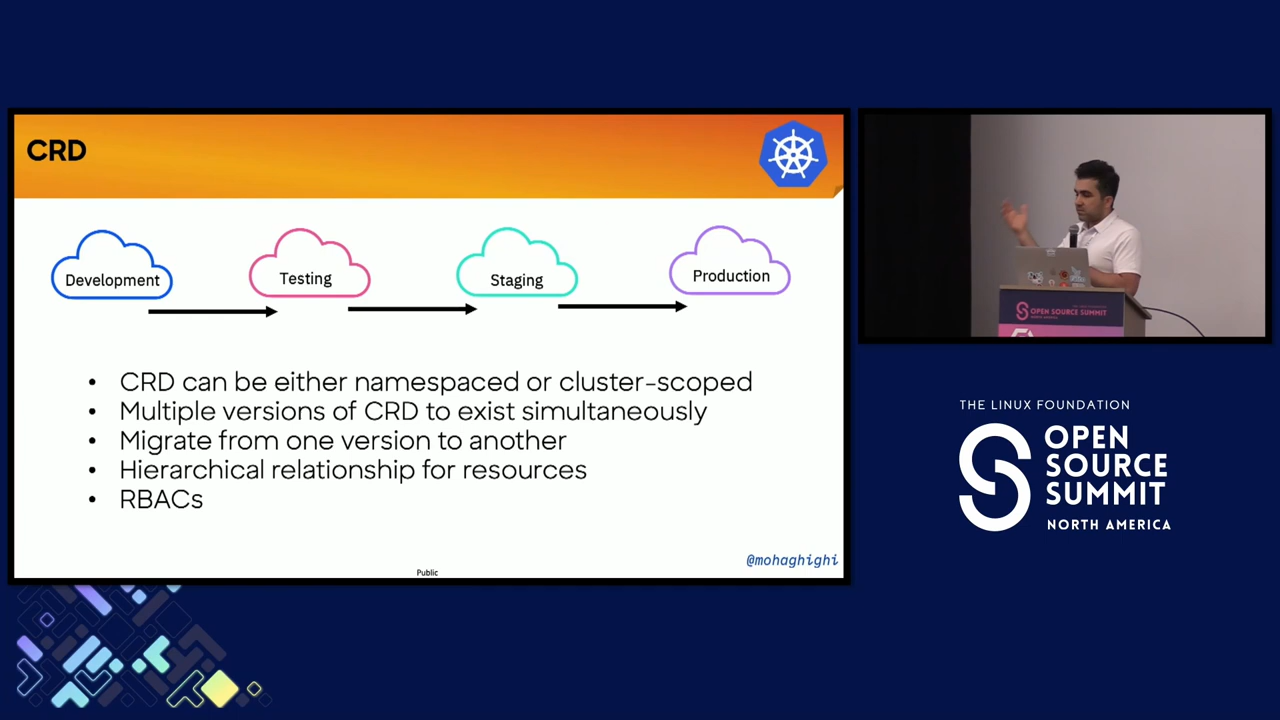 CRD
Development
Testing
Staging
Production
• CRD can be either namespaced or cluster-scoped
• Multiple versions of CRD to exist simultaneously
• Migrate from one version to another
• Hierarchical relationship for resources
• RBACs
@mohaghighi
Public
OPEN SOURCE SUMMIT
THE LINUX FOUNDATION
OPEN
SOURCE
SUMMIT
NORTH AMERICA